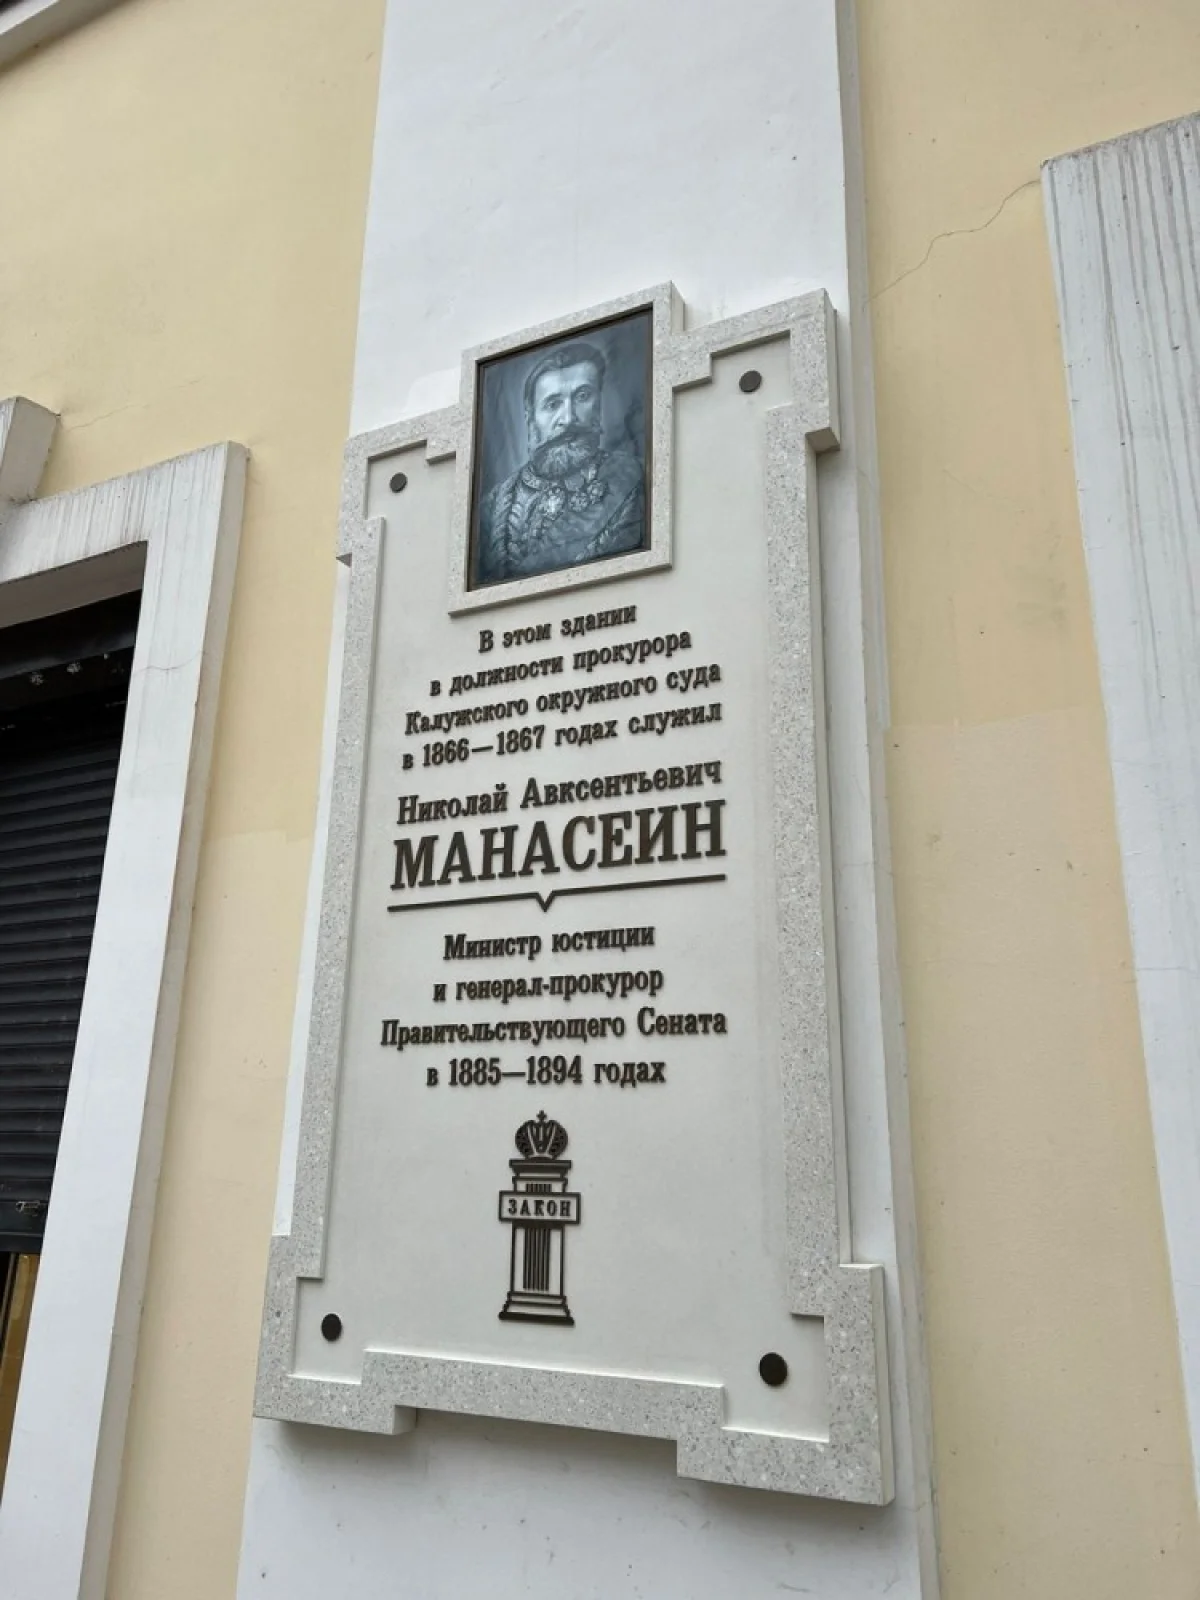 В этом здании
в должности прокурора
Калужского окружного суда
в 1866—1867 годах служил
Николай Авксентьевич
МАНАСЕИН
Министр юстиции
и генерал-прокурор
Правительствующего Сената
в 1885—1894 годах
ЗАКОН